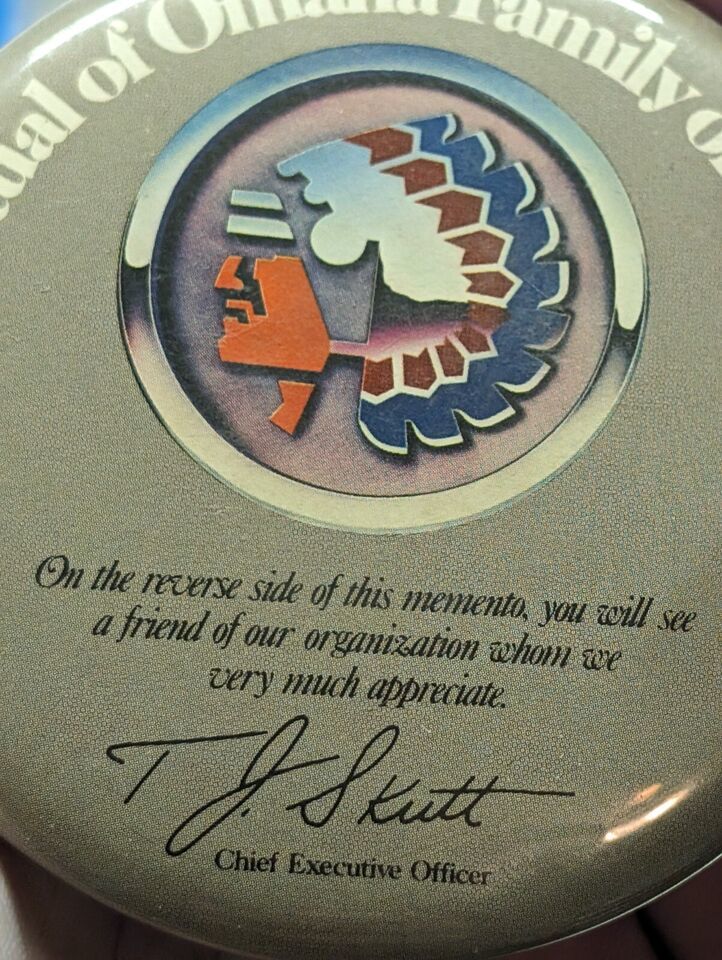 ual of Omaha Family o
On the reverse side of this memento, you will see
a friend of our organization whom we
very much appreciate.
T J. Skutt
Chief Executive Officer